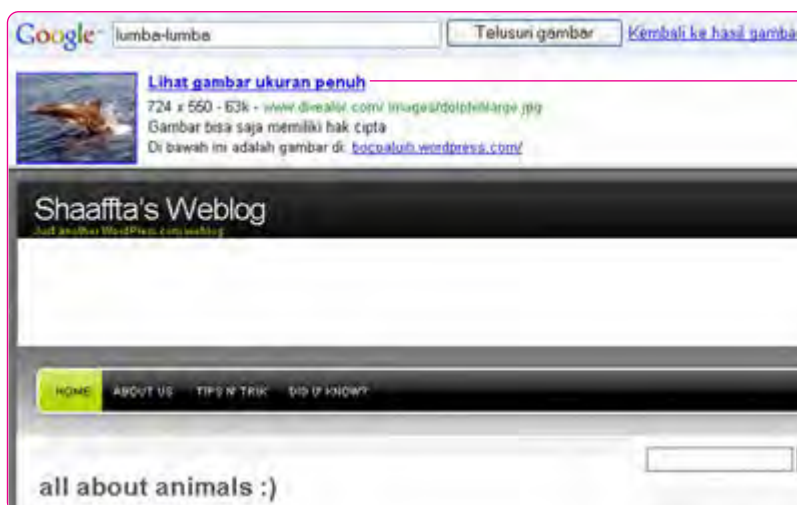 Google lumba-lumba Telusuri gambar Kembali ke hasil gambar
Lihat gambar ukuran penuh
724 x 550 - 63k - www.divealor.com/ images/dolphinlarge.jpg
Gambar bisa saja memiliki hak cipta
Di bawah ini adalah gambar di: wordpress.com/
Shaaffta's Weblog
Just another WordPress.com weblog
HOME ABOUT US TIPS N' TRIK DID U KNOW?
all about animals :)